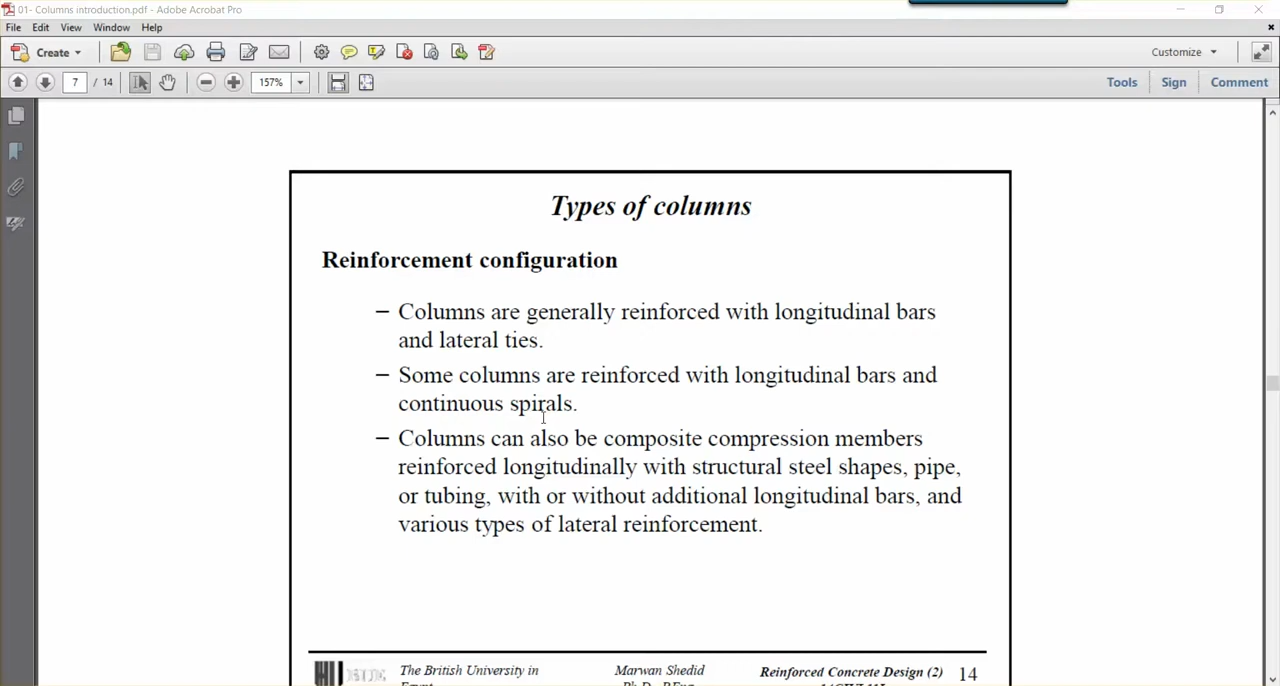 01- Columns introduction.pdf - Adobe Acrobat Pro
File Edit View Window Help
Create Customize
7 / 14 157% Tools Sign Comment
Types of columns
Reinforcement configuration
– Columns are generally reinforced with longitudinal bars
and lateral ties.
– Some columns are reinforced with longitudinal bars and
continuous spirals.
– Columns can also be composite compression members
reinforced longitudinally with structural steel shapes, pipe,
or tubing, with or without additional longitudinal bars, and
various types of lateral reinforcement.
The British University in Marwan Shedid Reinforced Concrete Design (2) 14